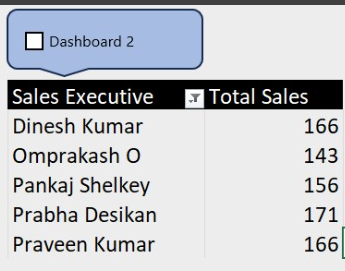 Dashboard 2
Sales Executive Total Sales
Dinesh Kumar 166
Omprakash O 143
Pankaj Shelkey 156
Prabha Desikan 171
Praveen Kumar 166